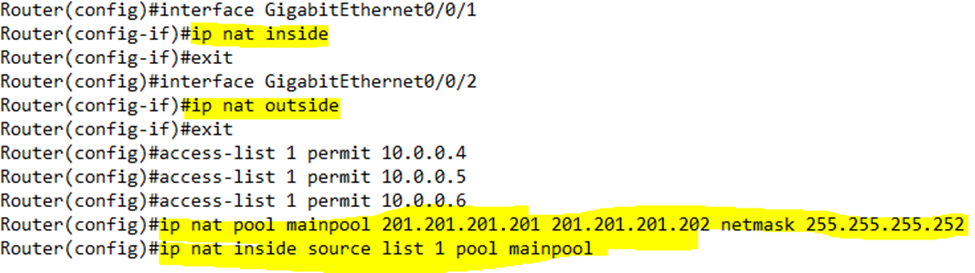 Router(config)#interface GigabitEthernet0/0/1
Router(config-if)#ip nat inside
Router(config-if)#exit
Router(config)#interface GigabitEthernet0/0/2
Router(config-if)#ip nat outside
Router(config-if)#exit
Router(config)#access-list 1 permit 10.0.0.4
Router(config)#access-list 1 permit 10.0.0.5
Router(config)#access-list 1 permit 10.0.0.6
Router(config)#ip nat pool mainpool 201.201.201.201 201.201.201.202 netmask 255.255.255.252
Router(config)#ip nat inside source list 1 pool mainpool